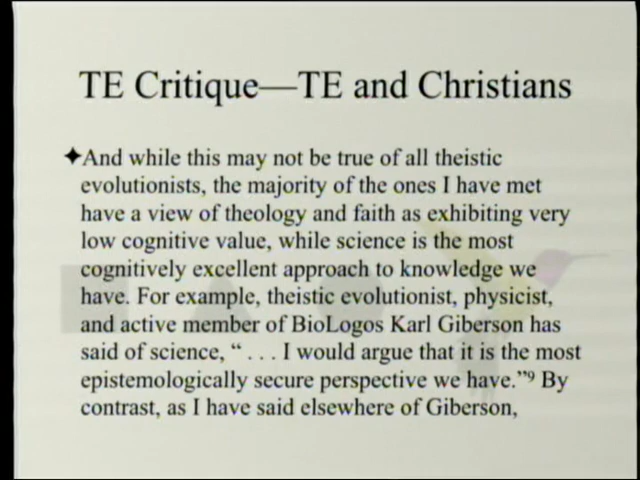 TE Critique—TE and Christians
✦And while this may not be true of all theistic
evolutionists, the majority of the ones I have met
have a view of theology and faith as exhibiting very
low cognitive value, while science is the most
cognitively excellent approach to knowledge we
have. For example, theistic evolutionist, physicist,
and active member of BioLogos Karl Giberson has
said of science, “ . . . I would argue that it is the most
epistemologically secure perspective we have.”⁹ By
contrast, as I have said elsewhere of Giberson,